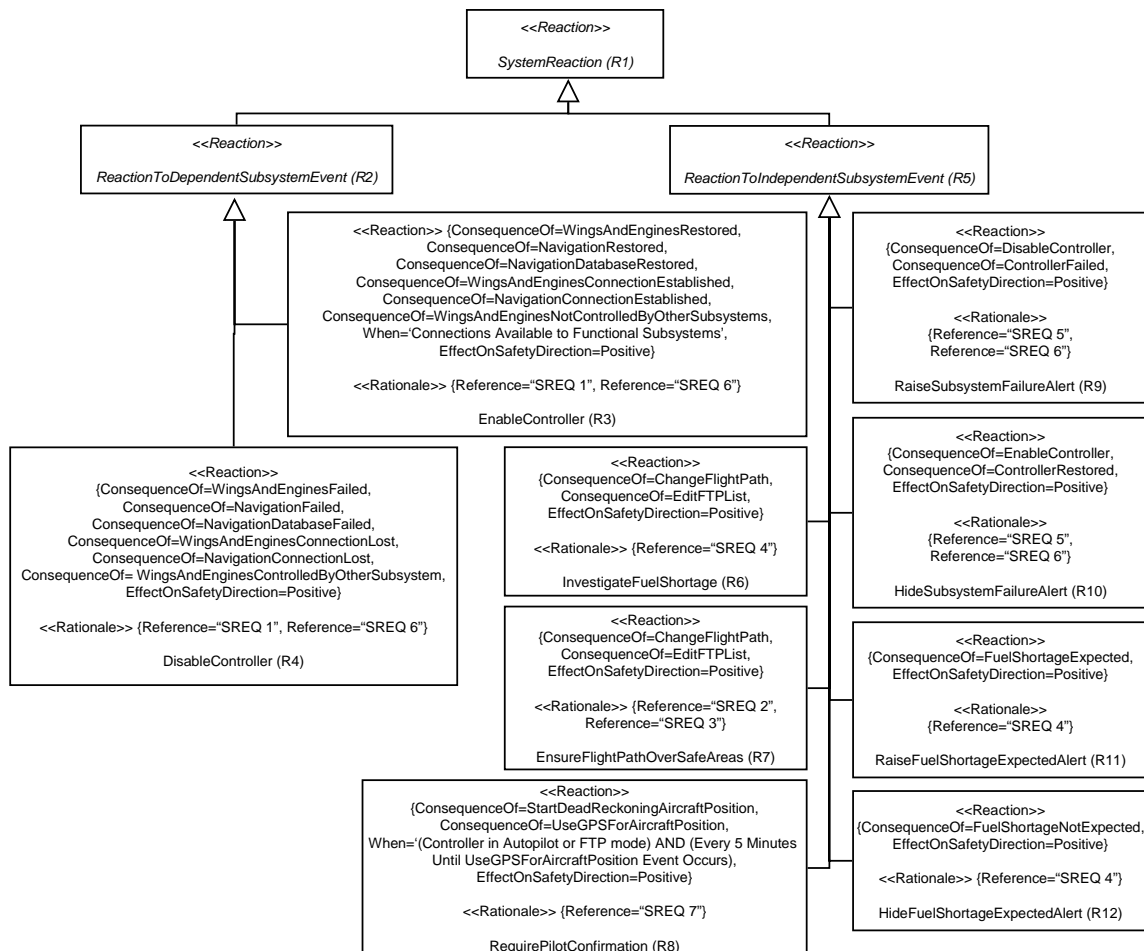 <<Reaction>>
SystemReaction (R1)
<<Reaction>>
ReactionToDependentSubsystemEvent (R2)
<<Reaction>>
ReactionToIndependentSubsystemEvent (R5)
<<Reaction>> {ConsequenceOf=WingsAndEnginesRestored,
ConsequenceOf=NavigationRestored,
ConsequenceOf=NavigationDatabaseRestored,
ConsequenceOf=WingsAndEnginesConnectionEstablished,
ConsequenceOf=NavigationConnectionEstablished,
ConsequenceOf=WingsAndEnginesNotControlledByOtherSubsystems,
When=‘Connections Available to Functional Subsystems’,
EffectOnSafetyDirection=Positive}
<<Rationale>> {Reference=“SREQ 1”, Reference=“SREQ 6”}
EnableController (R3)
<<Reaction>>
{ConsequenceOf=WingsAndEnginesFailed,
ConsequenceOf=NavigationFailed,
ConsequenceOf=NavigationDatabaseFailed,
ConsequenceOf=WingsAndEnginesConnectionLost,
ConsequenceOf=NavigationConnectionLost,
ConsequenceOf= WingsAndEnginesControlledByOtherSubsystem,
EffectOnSafetyDirection=Positive}
<<Rationale>> {Reference=“SREQ 1”, Reference=“SREQ 6”}
DisableController (R4)
<<Reaction>>
{ConsequenceOf=ChangeFlightPath,
ConsequenceOf=EditFTPList,
EffectOnSafetyDirection=Positive}
<<Rationale>> {Reference=“SREQ 4”}
InvestigateFuelShortage (R6)
<<Reaction>>
{ConsequenceOf=ChangeFlightPath,
ConsequenceOf=EditFTPList,
EffectOnSafetyDirection=Positive}
<<Rationale>> {Reference=“SREQ 2”,
Reference=“SREQ 3”}
EnsureFlightPathOverSafeAreas (R7)
<<Reaction>>
{ConsequenceOf=StartDeadReckoningAircraftPosition,
ConsequenceOf=UseGPSForAircraftPosition,
When=‘(Controller in Autopilot or FTP mode) AND (Every 5 Minutes
Until UseGPSForAircraftPosition Event Occurs),
EffectOnSafetyDirection=Positive}
<<Rationale>> {Reference=“SREQ 7”}
RequirePilotConfirmation (R8)
<<Reaction>>
{ConsequenceOf=DisableController,
ConsequenceOf=ControllerFailed,
EffectOnSafetyDirection=Positive}
<<Rationale>>
{Reference=“SREQ 5”,
Reference=“SREQ 6”}
RaiseSubsystemFailureAlert (R9)
<<Reaction>>
{ConsequenceOf=EnableController,
ConsequenceOf=ControllerRestored,
EffectOnSafetyDirection=Positive}
<<Rationale>>
{Reference=“SREQ 5”,
Reference=“SREQ 6”}
HideSubsystemFailureAlert (R10)
<<Reaction>>
{ConsequenceOf=FuelShortageExpected,
EffectOnSafetyDirection=Positive}
<<Rationale>>
{Reference=“SREQ 4”}
RaiseFuelShortageExpectedAlert (R11)
<<Reaction>>
{ConsequenceOf=FuelShortageNotExpected,
EffectOnSafetyDirection=Positive}
<<Rationale>> {Reference=“SREQ 4”}
HideFuelShortageExpectedAlert (R12)